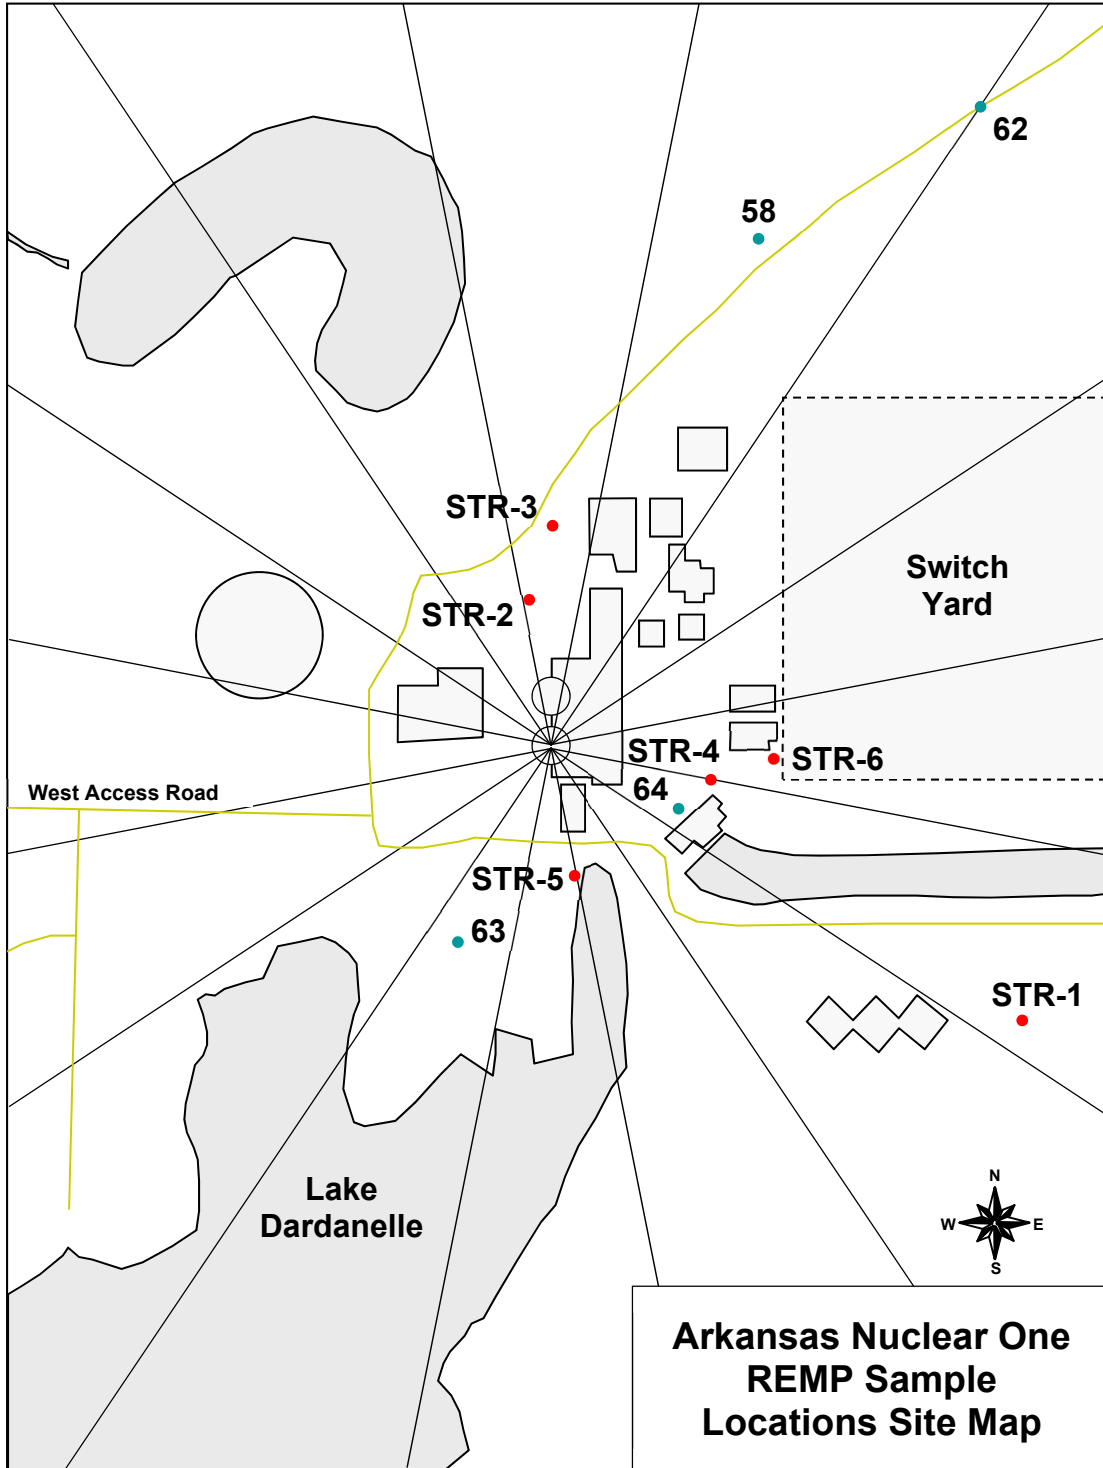 62
58
STR-3
Switch
Yard
STR-2
STR-4
STR-6
64
West Access Road
STR-5
63
STR-1
N
W
E
S
Lake
Dardanelle
Arkansas Nuclear One
REMP Sample
Locations Site Map